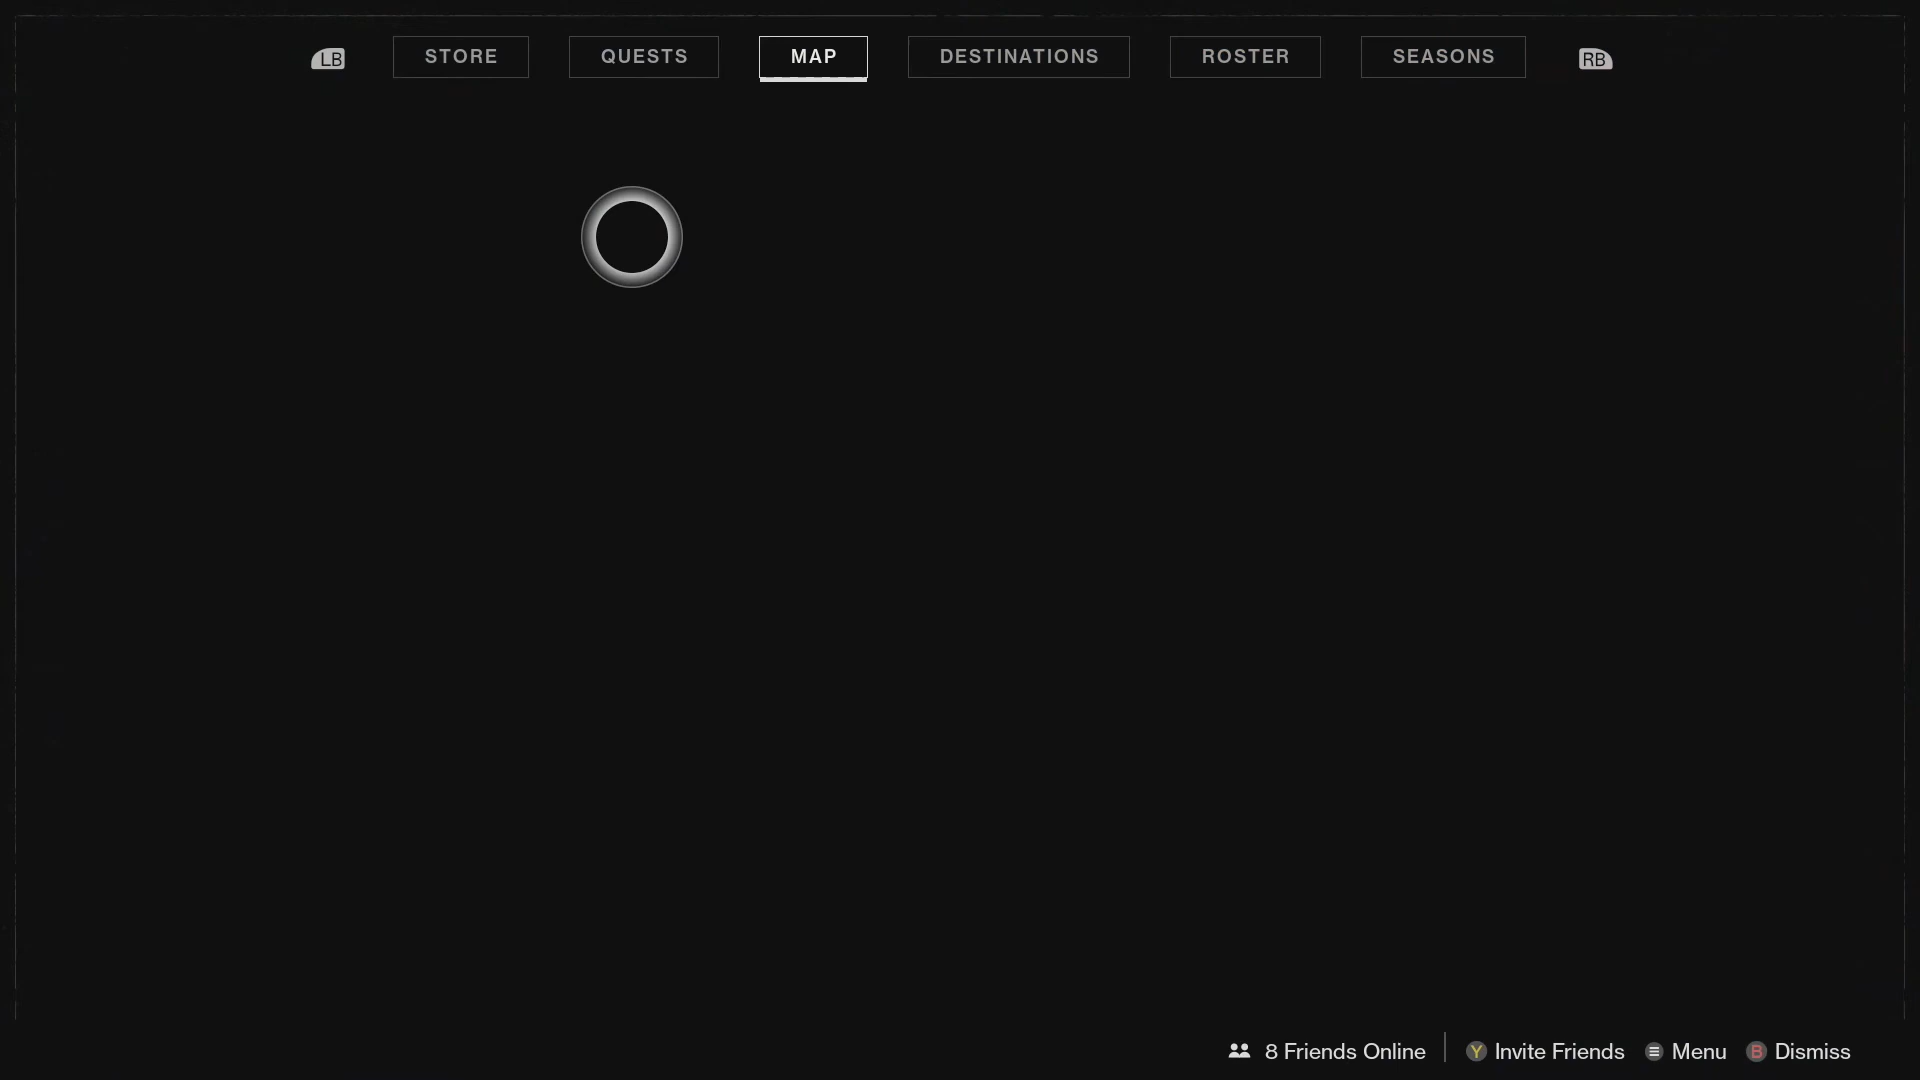 LB STORE QUESTS MAP DESTINATIONS ROSTER SEASONS RB
8 Friends Online Y Invite Friends Menu B Dismiss